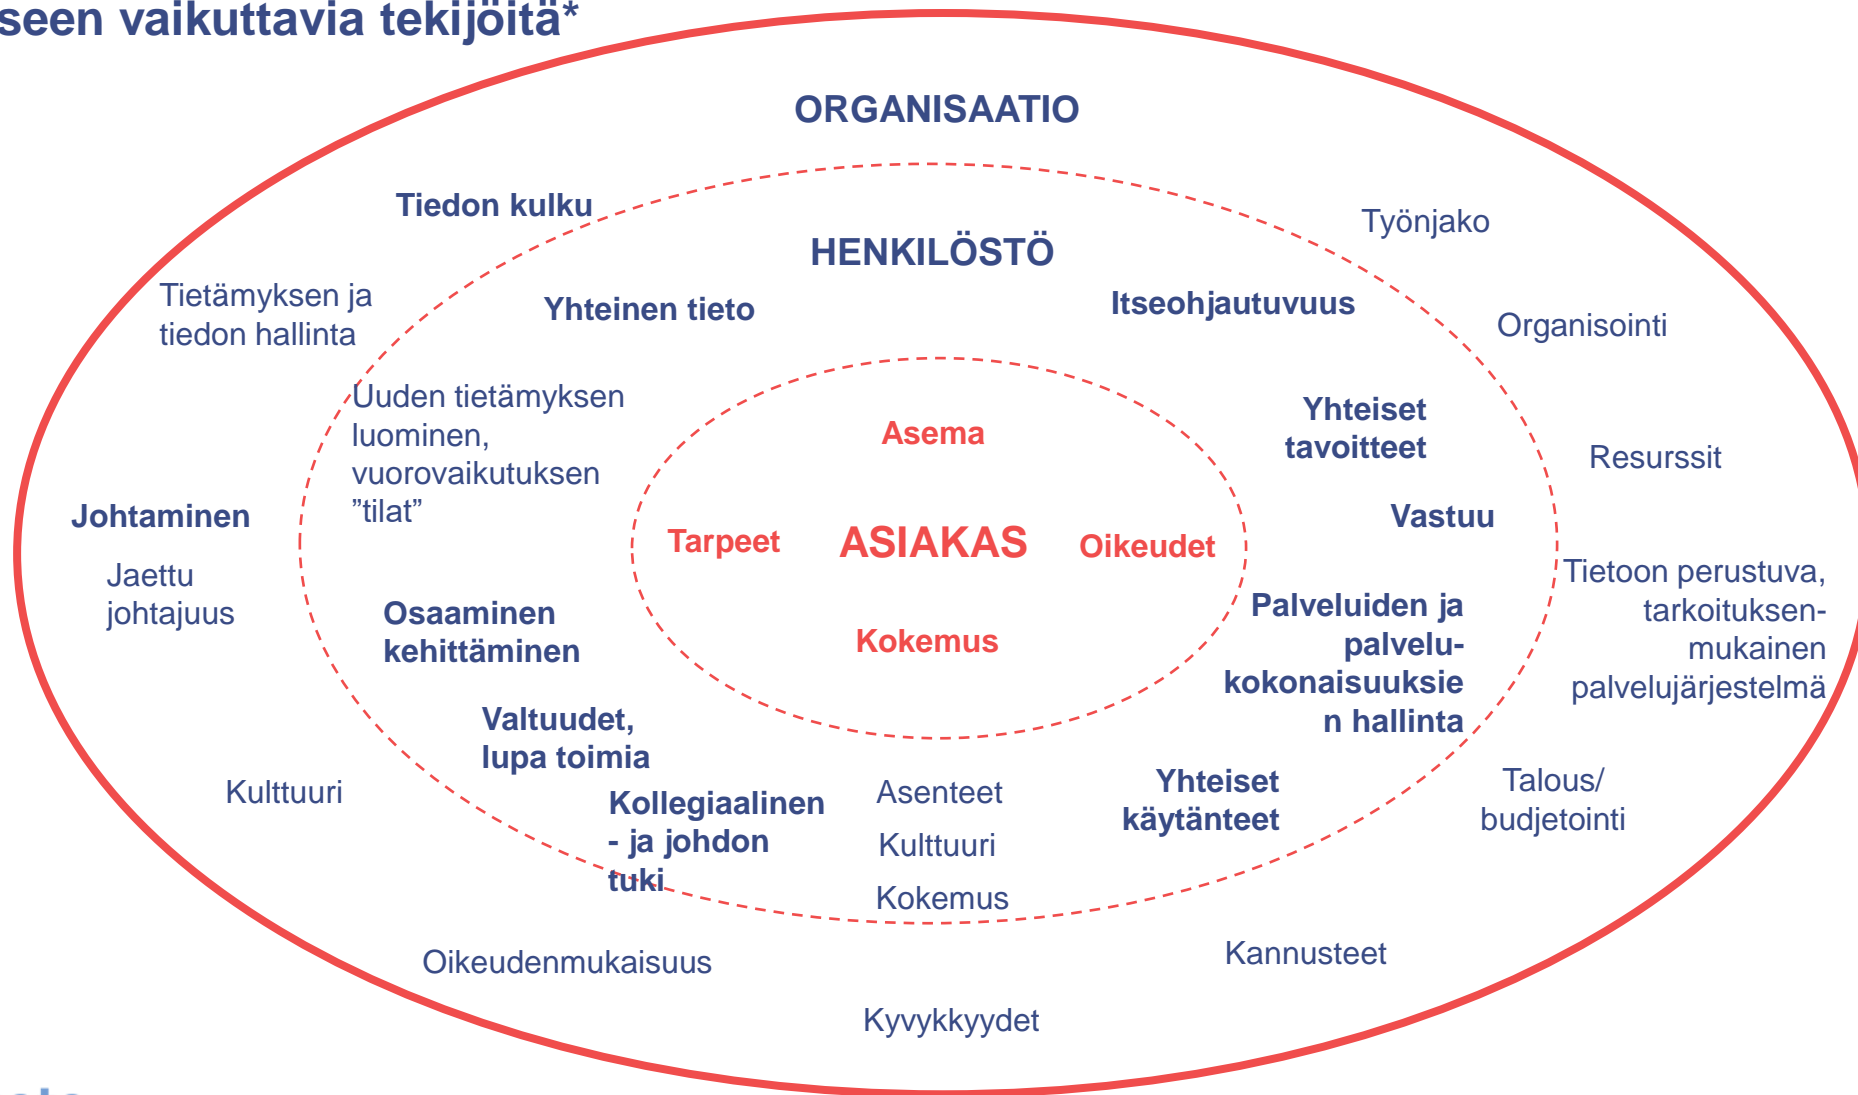 seen vaikuttavia tekijöitä*
ORGANISAATIO
Tiedon kulku
Työnjako
HENKILÖSTÖ
Tietämyksen ja
tiedon hallinta
Yhteinen tieto
Itseohjautuvuus
Organisointi
Uuden tietämyksen
luominen,
vuorovaikutuksen
”tilat”
Asema
Yhteiset
tavoitteet
Resurssit
Johtaminen
Vastuu
Tarpeet
ASIAKAS
Oikeudet
Jaettu
johtajuus
Tietoon perustuva,
tarkoituksen-
mukainen
palvelujärjestelmä
Osaaminen
kehittäminen
Kokemus
Palveluiden ja
palvelu-
kokonaisuuksie
n hallinta
Valtuudet,
lupa toimia
Kulttuuri
Kollegiaalinen
- ja johdon
tuki
Asenteet
Kulttuuri
Kokemus
Yhteiset
käytänteet
Talous/
budjetointi
Oikeudenmukaisuus
Kannusteet
Kyvykkyydet